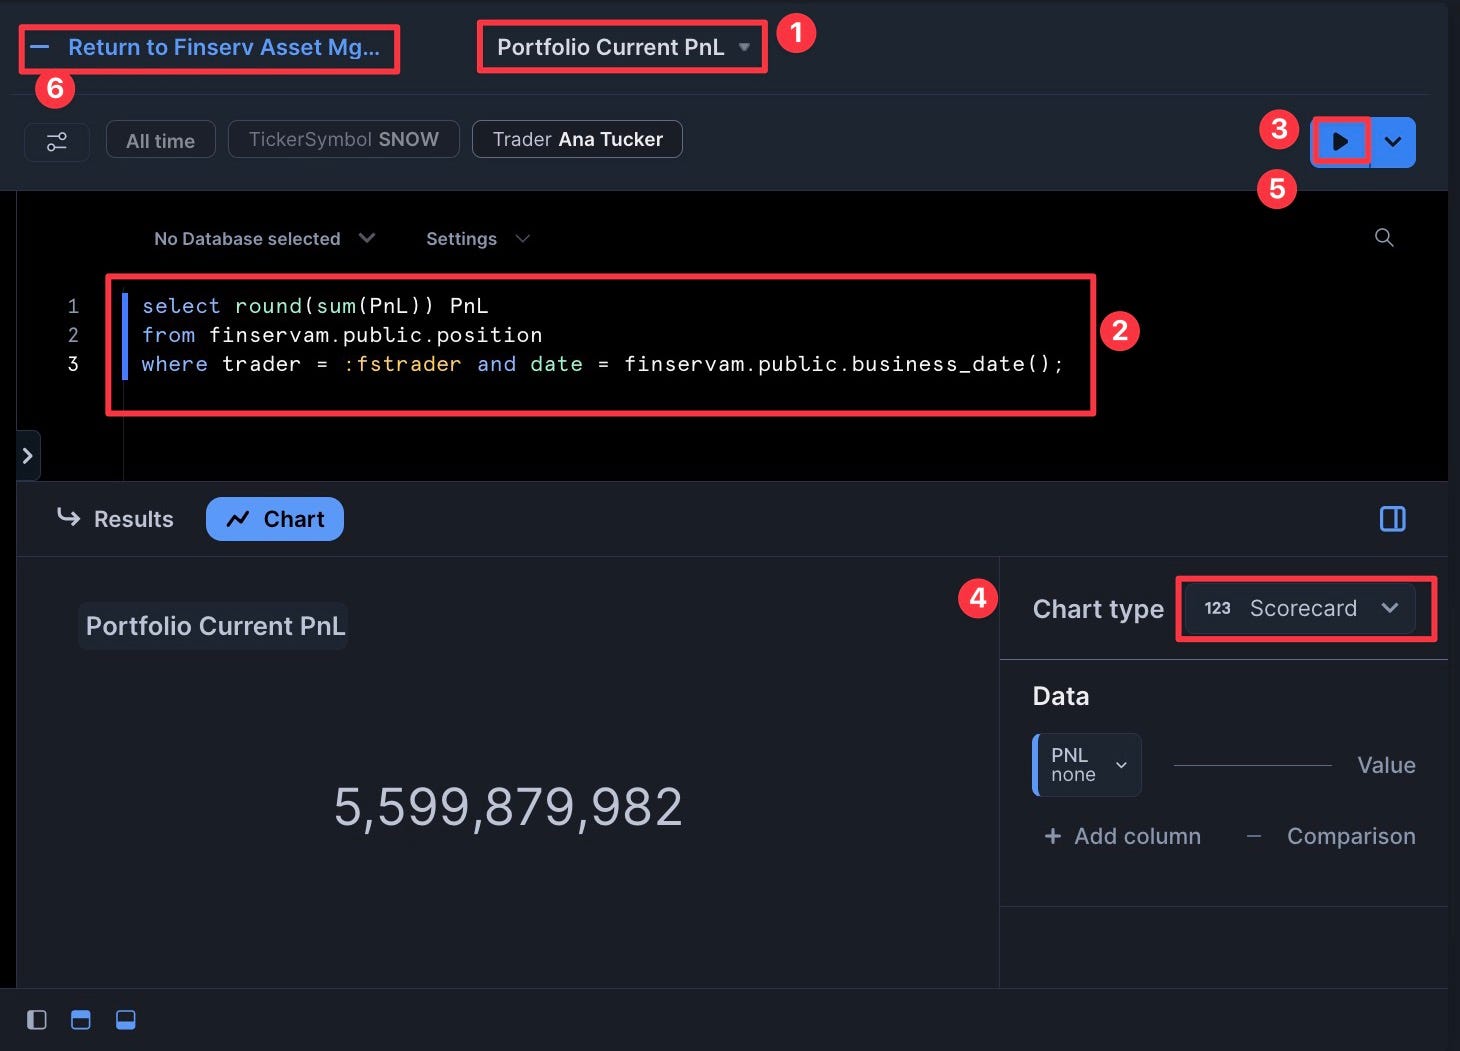 Return to Finserv Asset Mg...
Portfolio Current PnL
1
6
All time
TickerSymbol SNOW
Trader Ana Tucker
3
5
No Database selected
Settings
1 select round(sum(PnL)) PnL
2 from finservam.public.position
3 where trader = :fstrader and date = finservam.public.business_date();
2
Results
Chart
4
Chart type
123 Scorecard
Portfolio Current PnL
5,599,879,982
Data
PNL
none
Value
+ Add column
Comparison